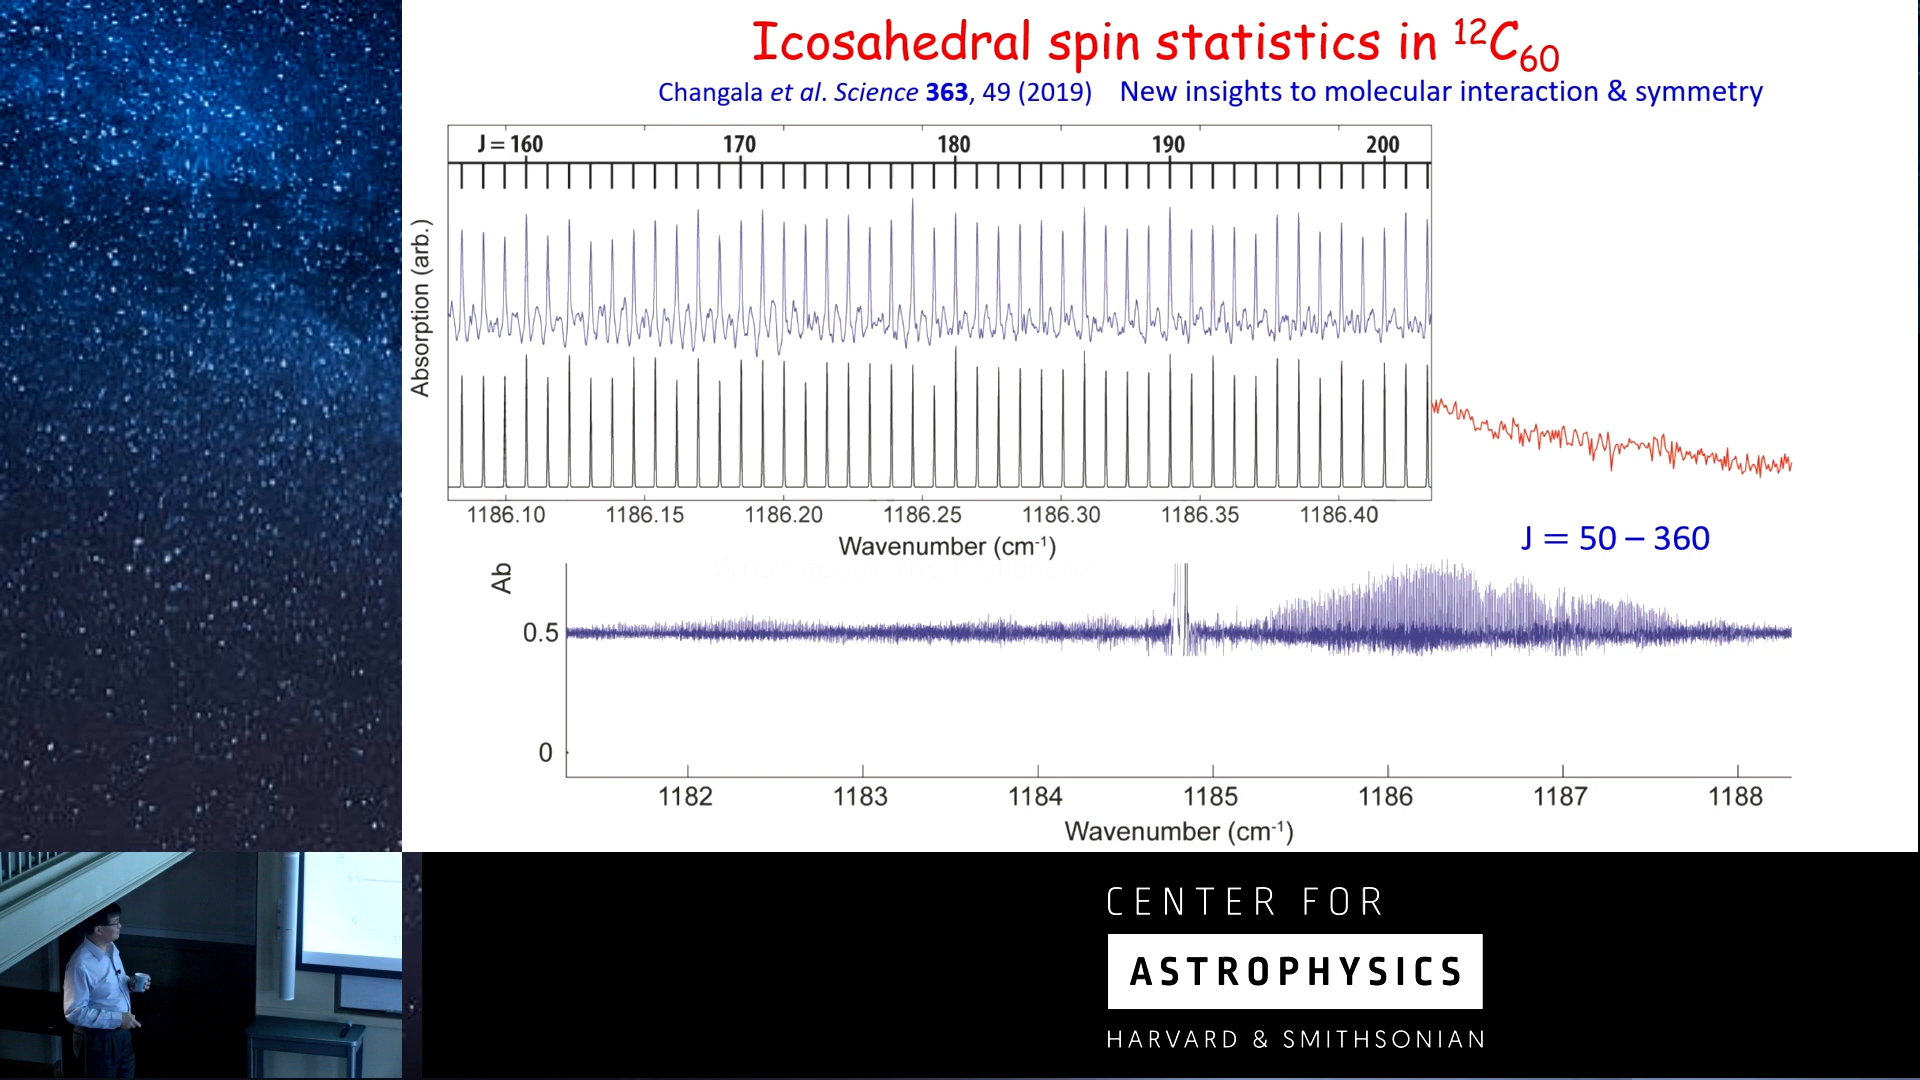 Icosahedral spin statistics in ¹²C₆₀
Changala et al. Science 363, 49 (2019) New insights to molecular interaction & symmetry
J = 160 170 180 190 200
Absorption (arb.)
1186.10 1186.15 1186.20 1186.25 1186.30 1186.35 1186.40
Wavenumber (cm⁻¹)
J = 50 – 360
Ab
0.5
0
1182 1183 1184 1185 1186 1187 1188
Wavenumber (cm⁻¹)
CENTER FOR
ASTROPHYSICS
HARVARD & SMITHSONIAN